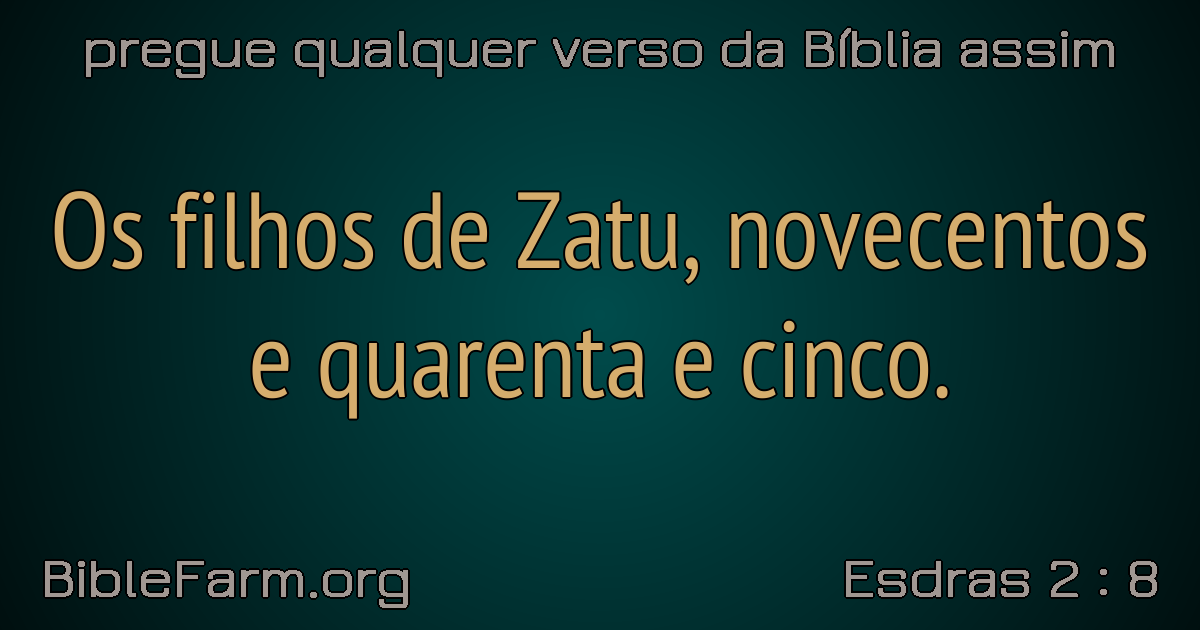 pregue qualquer verso da Bíblia assim
Os filhos de Zatu, novecentos
e quarenta e cinco.
BibleFarm.org
Esdras 2 : 8